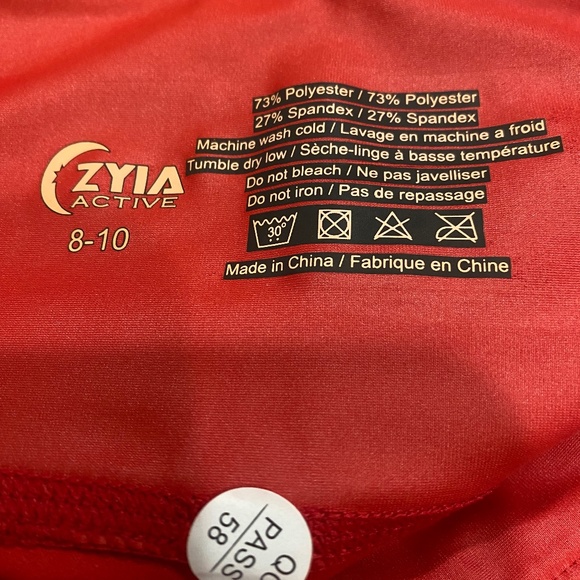 73% Polyester / 73% Polyester
27% Spandex / 27% Spandex
Machine wash cold / Lavage en machine a froid
Tumble dry low / Sèche-linge à basse température
Do not bleach / Ne pas javelliser
Do not iron / Pas de repassage
30°
Made in China / Fabrique en Chine
ZYIA
ACTIVE
8-10
PASS
58